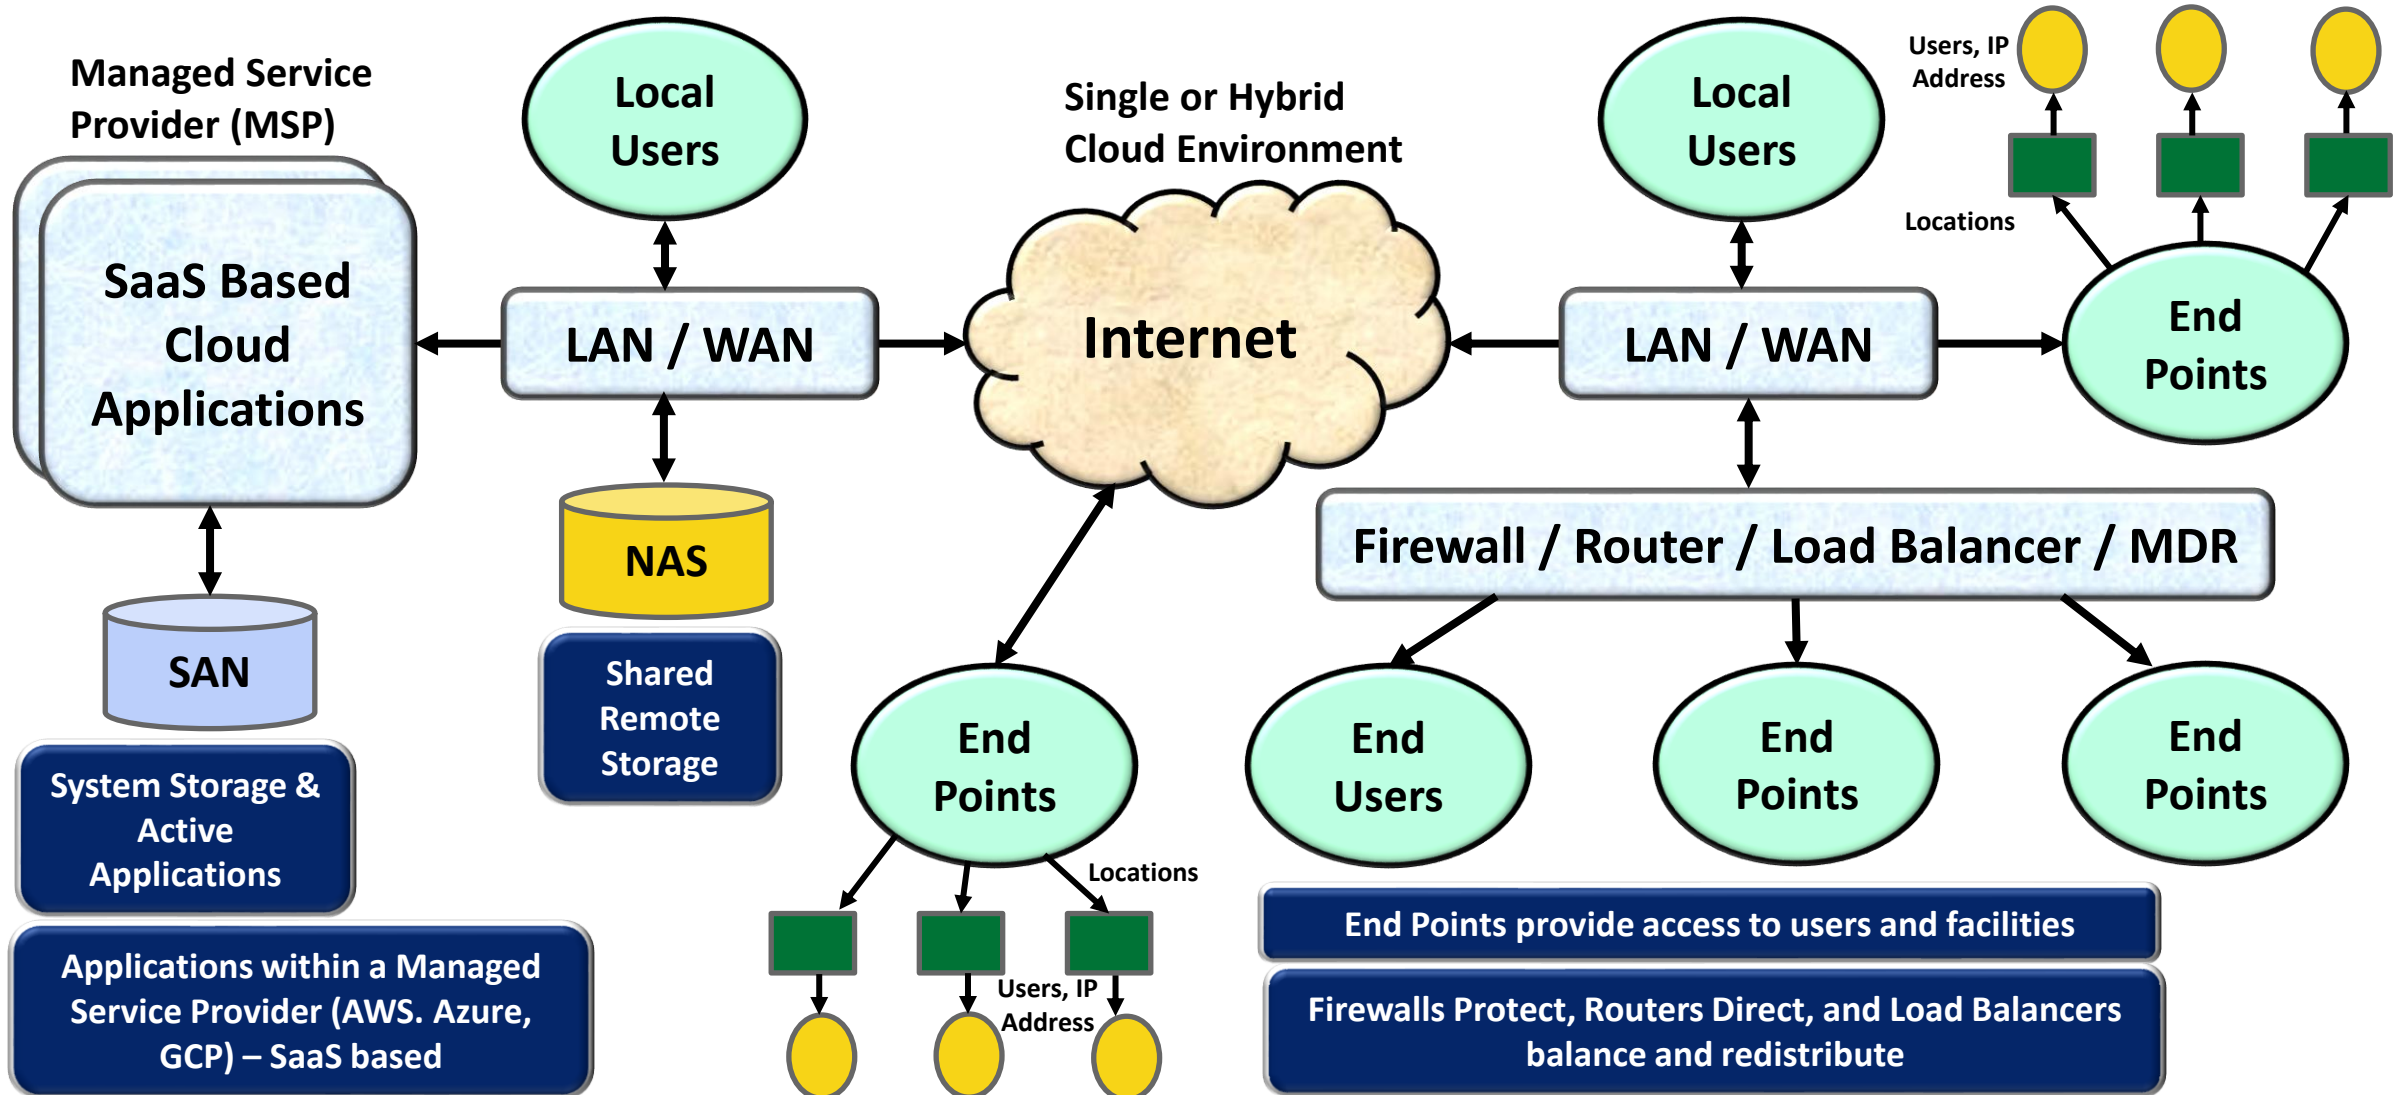 Managed Service
Provider (MSP)
Local
Users
Single or Hybrid
Cloud Environment
Local
Users
Users, IP
Address
Locations
SaaS Based
Cloud
Applications
LAN / WAN
Internet
LAN / WAN
End
Points
NAS
Firewall / Router / Load Balancer / MDR
SAN
Shared
Remote
Storage
End
Points
End
Users
End
Points
End
Points
System Storage &
Active
Applications
Locations
Users, IP
Address
End Points provide access to users and facilities
Applications within a Managed
Service Provider (AWS. Azure,
GCP) – SaaS based
Firewalls Protect, Routers Direct, and Load Balancers
balance and redistribute